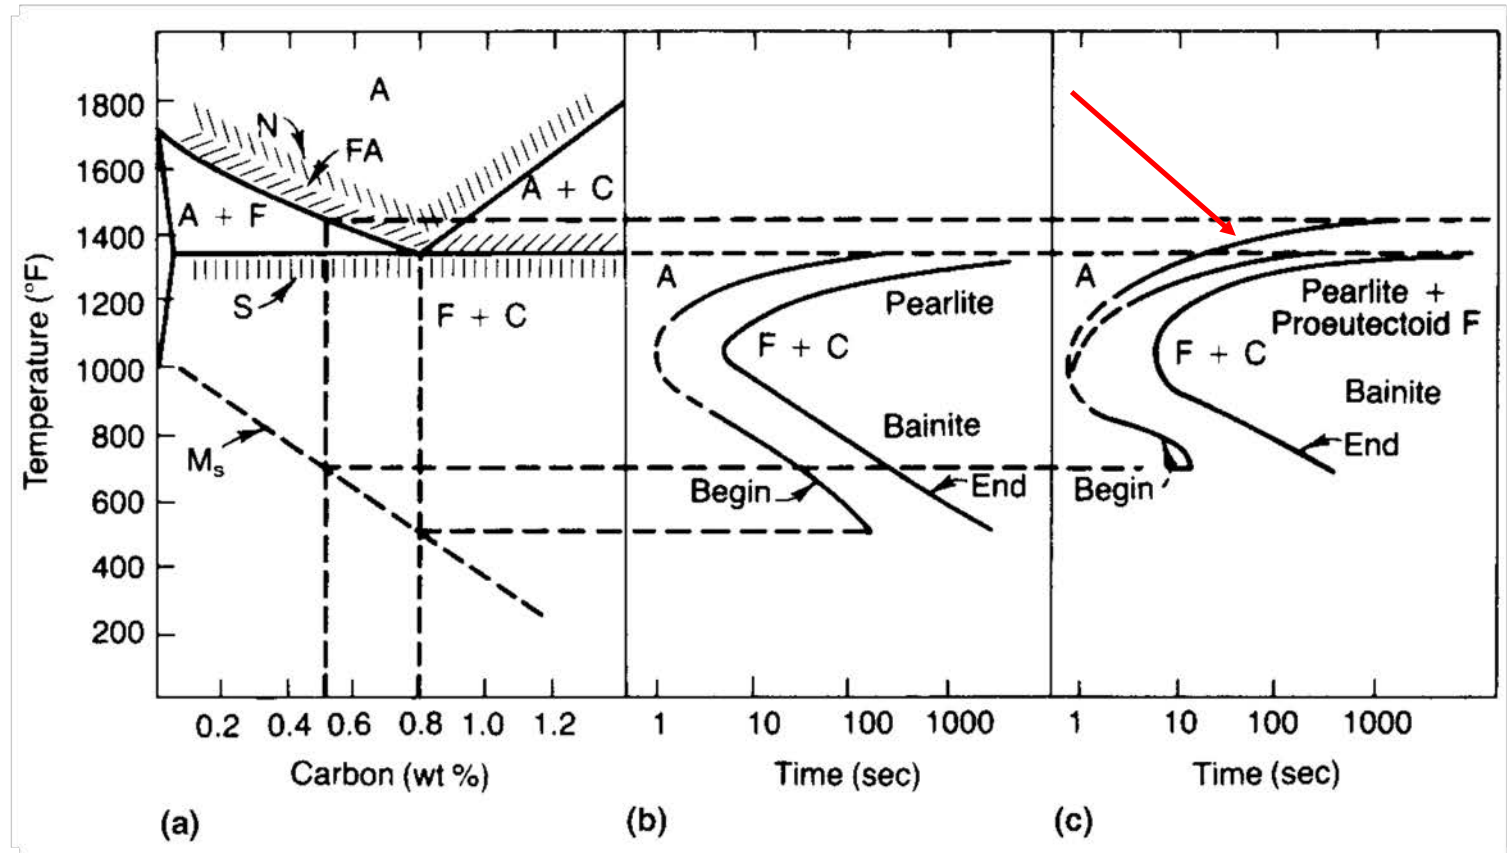 Temperature (°F)
1800
1600
1400
1200
1000
800
600
400
200
A
N
FA
A + C
A + F
S
F + C
Ms
0.2 0.4 0.6 0.8 1.0 1.2
Carbon (wt %)
(a)
A
Pearlite
F + C
Bainite
Begin
End
1 10 100 1000
Time (sec)
(b)
A
Pearlite +
Proeutectoid F
F + C
Bainite
End
Begin
1 10 100 1000
Time (sec)
(c)